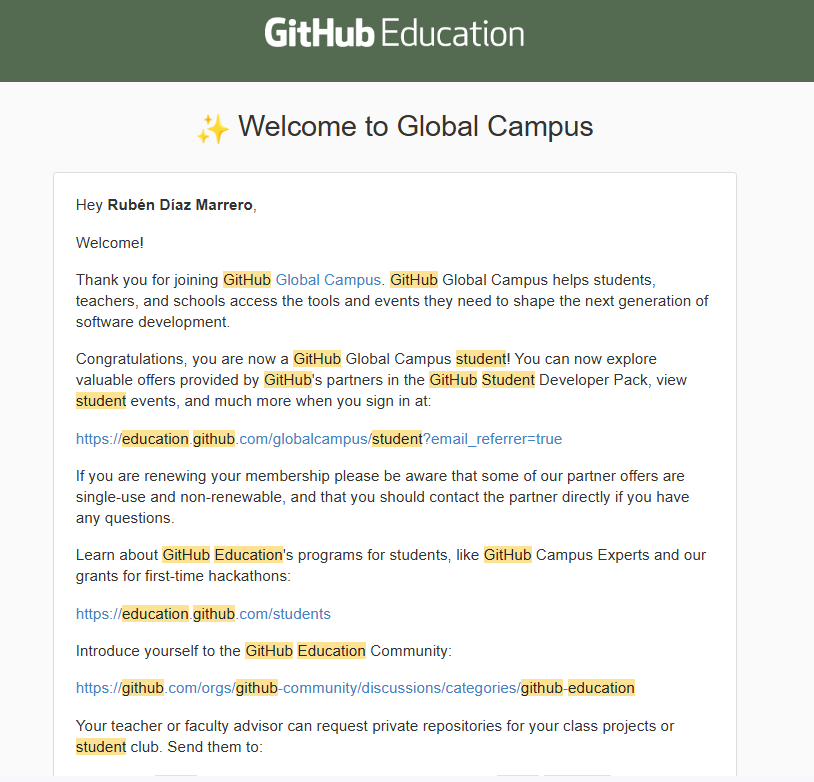 GitHub Education
✨ Welcome to Global Campus
Hey Rubén Díaz Marrero,
Welcome!
Thank you for joining GitHub Global Campus. GitHub Global Campus helps students,
teachers, and schools access the tools and events they need to shape the next generation of
software development.
Congratulations, you are now a GitHub Global Campus student! You can now explore
valuable offers provided by GitHub's partners in the GitHub Student Developer Pack, view
student events, and much more when you sign in at:
https://education.github.com/globalcampus/student?email_referrer=true
If you are renewing your membership please be aware that some of our partner offers are
single-use and non-renewable, and that you should contact the partner directly if you have
any questions.
Learn about GitHub Education's programs for students, like GitHub Campus Experts and our
grants for first-time hackathons:
https://education.github.com/students
Introduce yourself to the GitHub Education Community:
https://github.com/orgs/github-community/discussions/categories/github-education
Your teacher or faculty advisor can request private repositories for your class projects or
student club. Send them to: